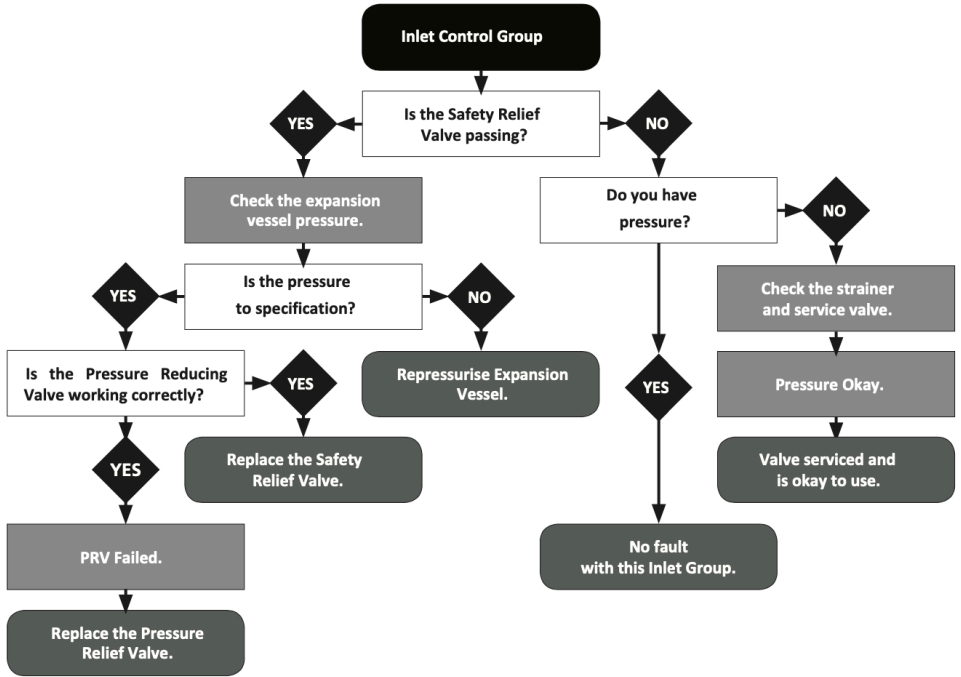 Inlet Control Group
Is the Safety Relief
Valve passing?
YES
NO
Check the expansion
vessel pressure.
Do you have
pressure?
NO
Is the pressure
to specification?
YES
NO
Check the strainer
and service valve.
Is the Pressure Reducing
Valve working correctly?
YES
Repressurise Expansion
Vessel.
YES
Pressure Okay.
YES
Replace the Safety
Relief Valve.
Valve serviced and
is okay to use.
PRV Failed.
No fault
with this Inlet Group.
Replace the Pressure
Relief Valve.